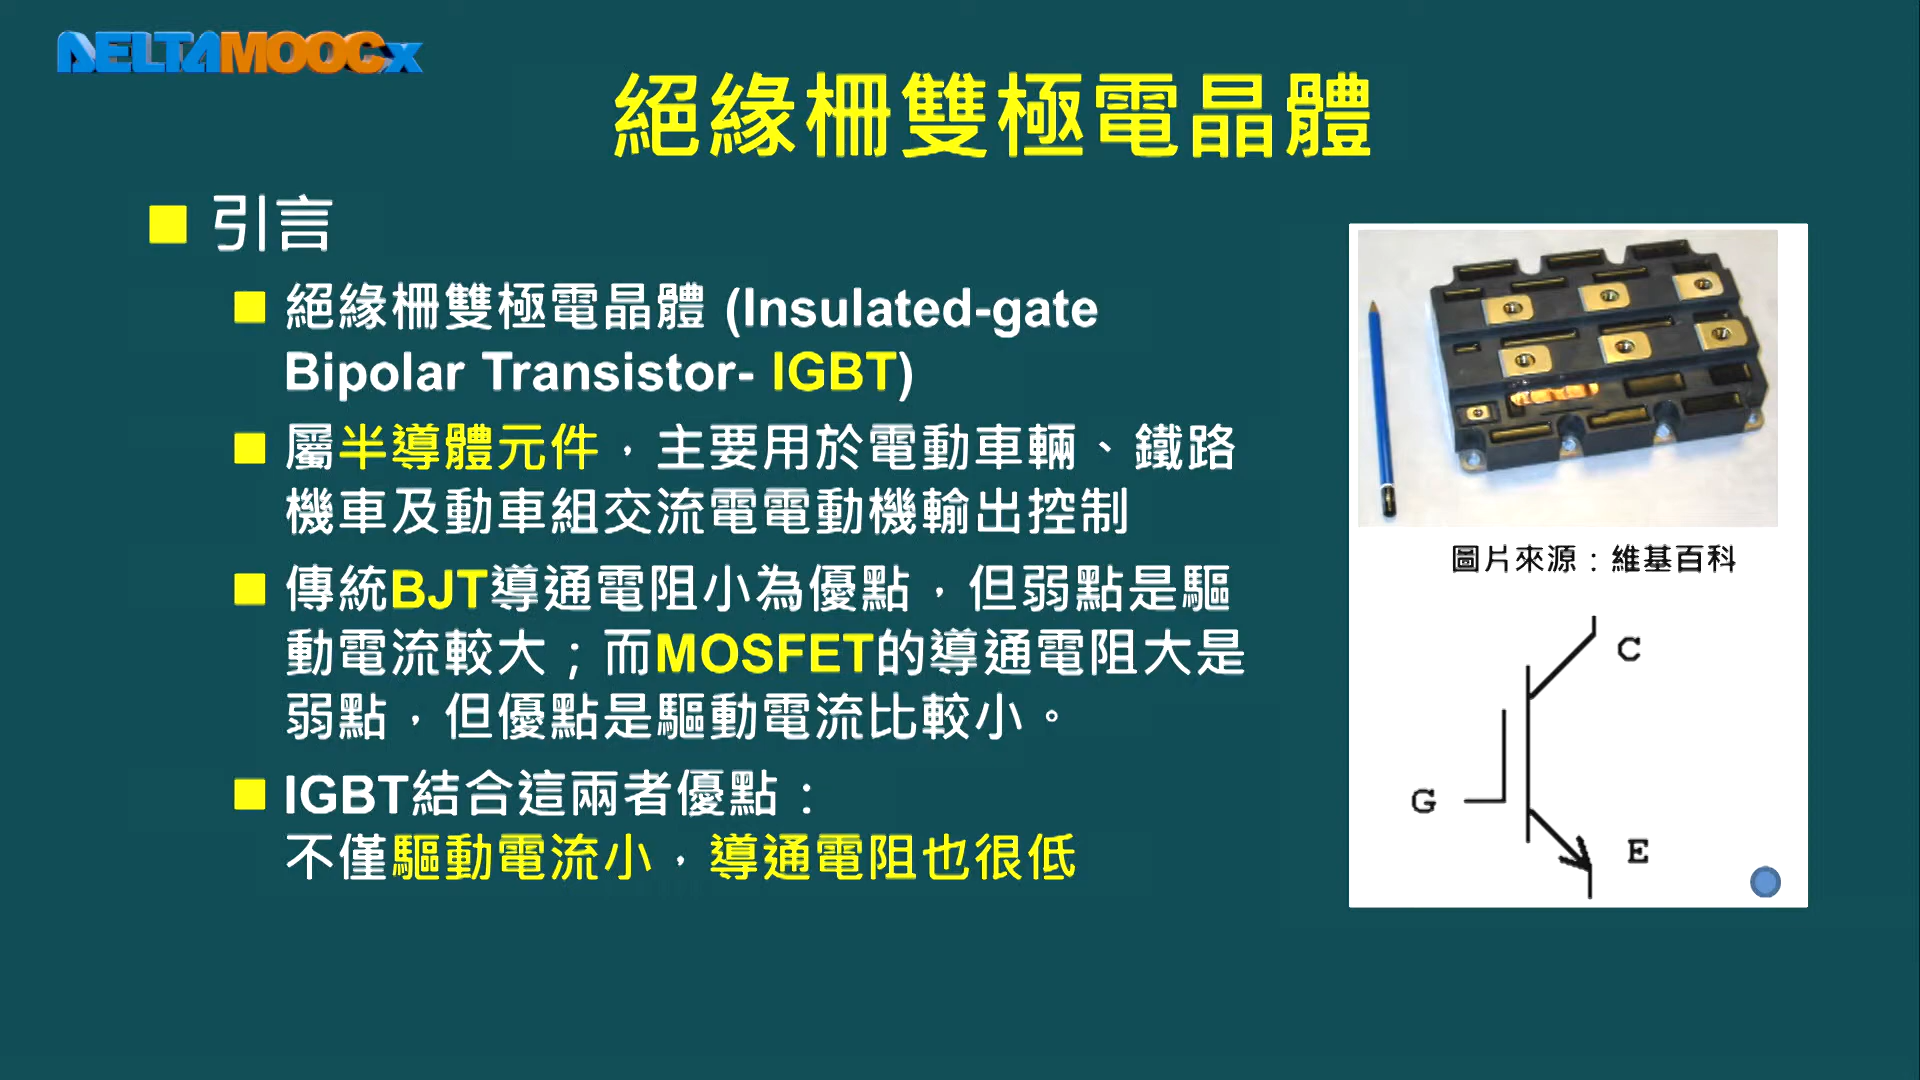 DELTAMOOCx
絕緣柵雙極電晶體
引言
絕緣柵雙極電晶體 (Insulated-gate
Bipolar Transistor- IGBT)
屬半導體元件，主要用於電動車輛、鐵路
機車及動車組交流電電動機輸出控制
傳統BJT導通電阻小為優點，但弱點是驅
動電流較大；而MOSFET的導通電阻大是
弱點，但優點是驅動電流比較小。
IGBT結合這兩者優點：
不僅驅動電流小，導通電阻也很低
圖片來源：維基百科
C
G
E